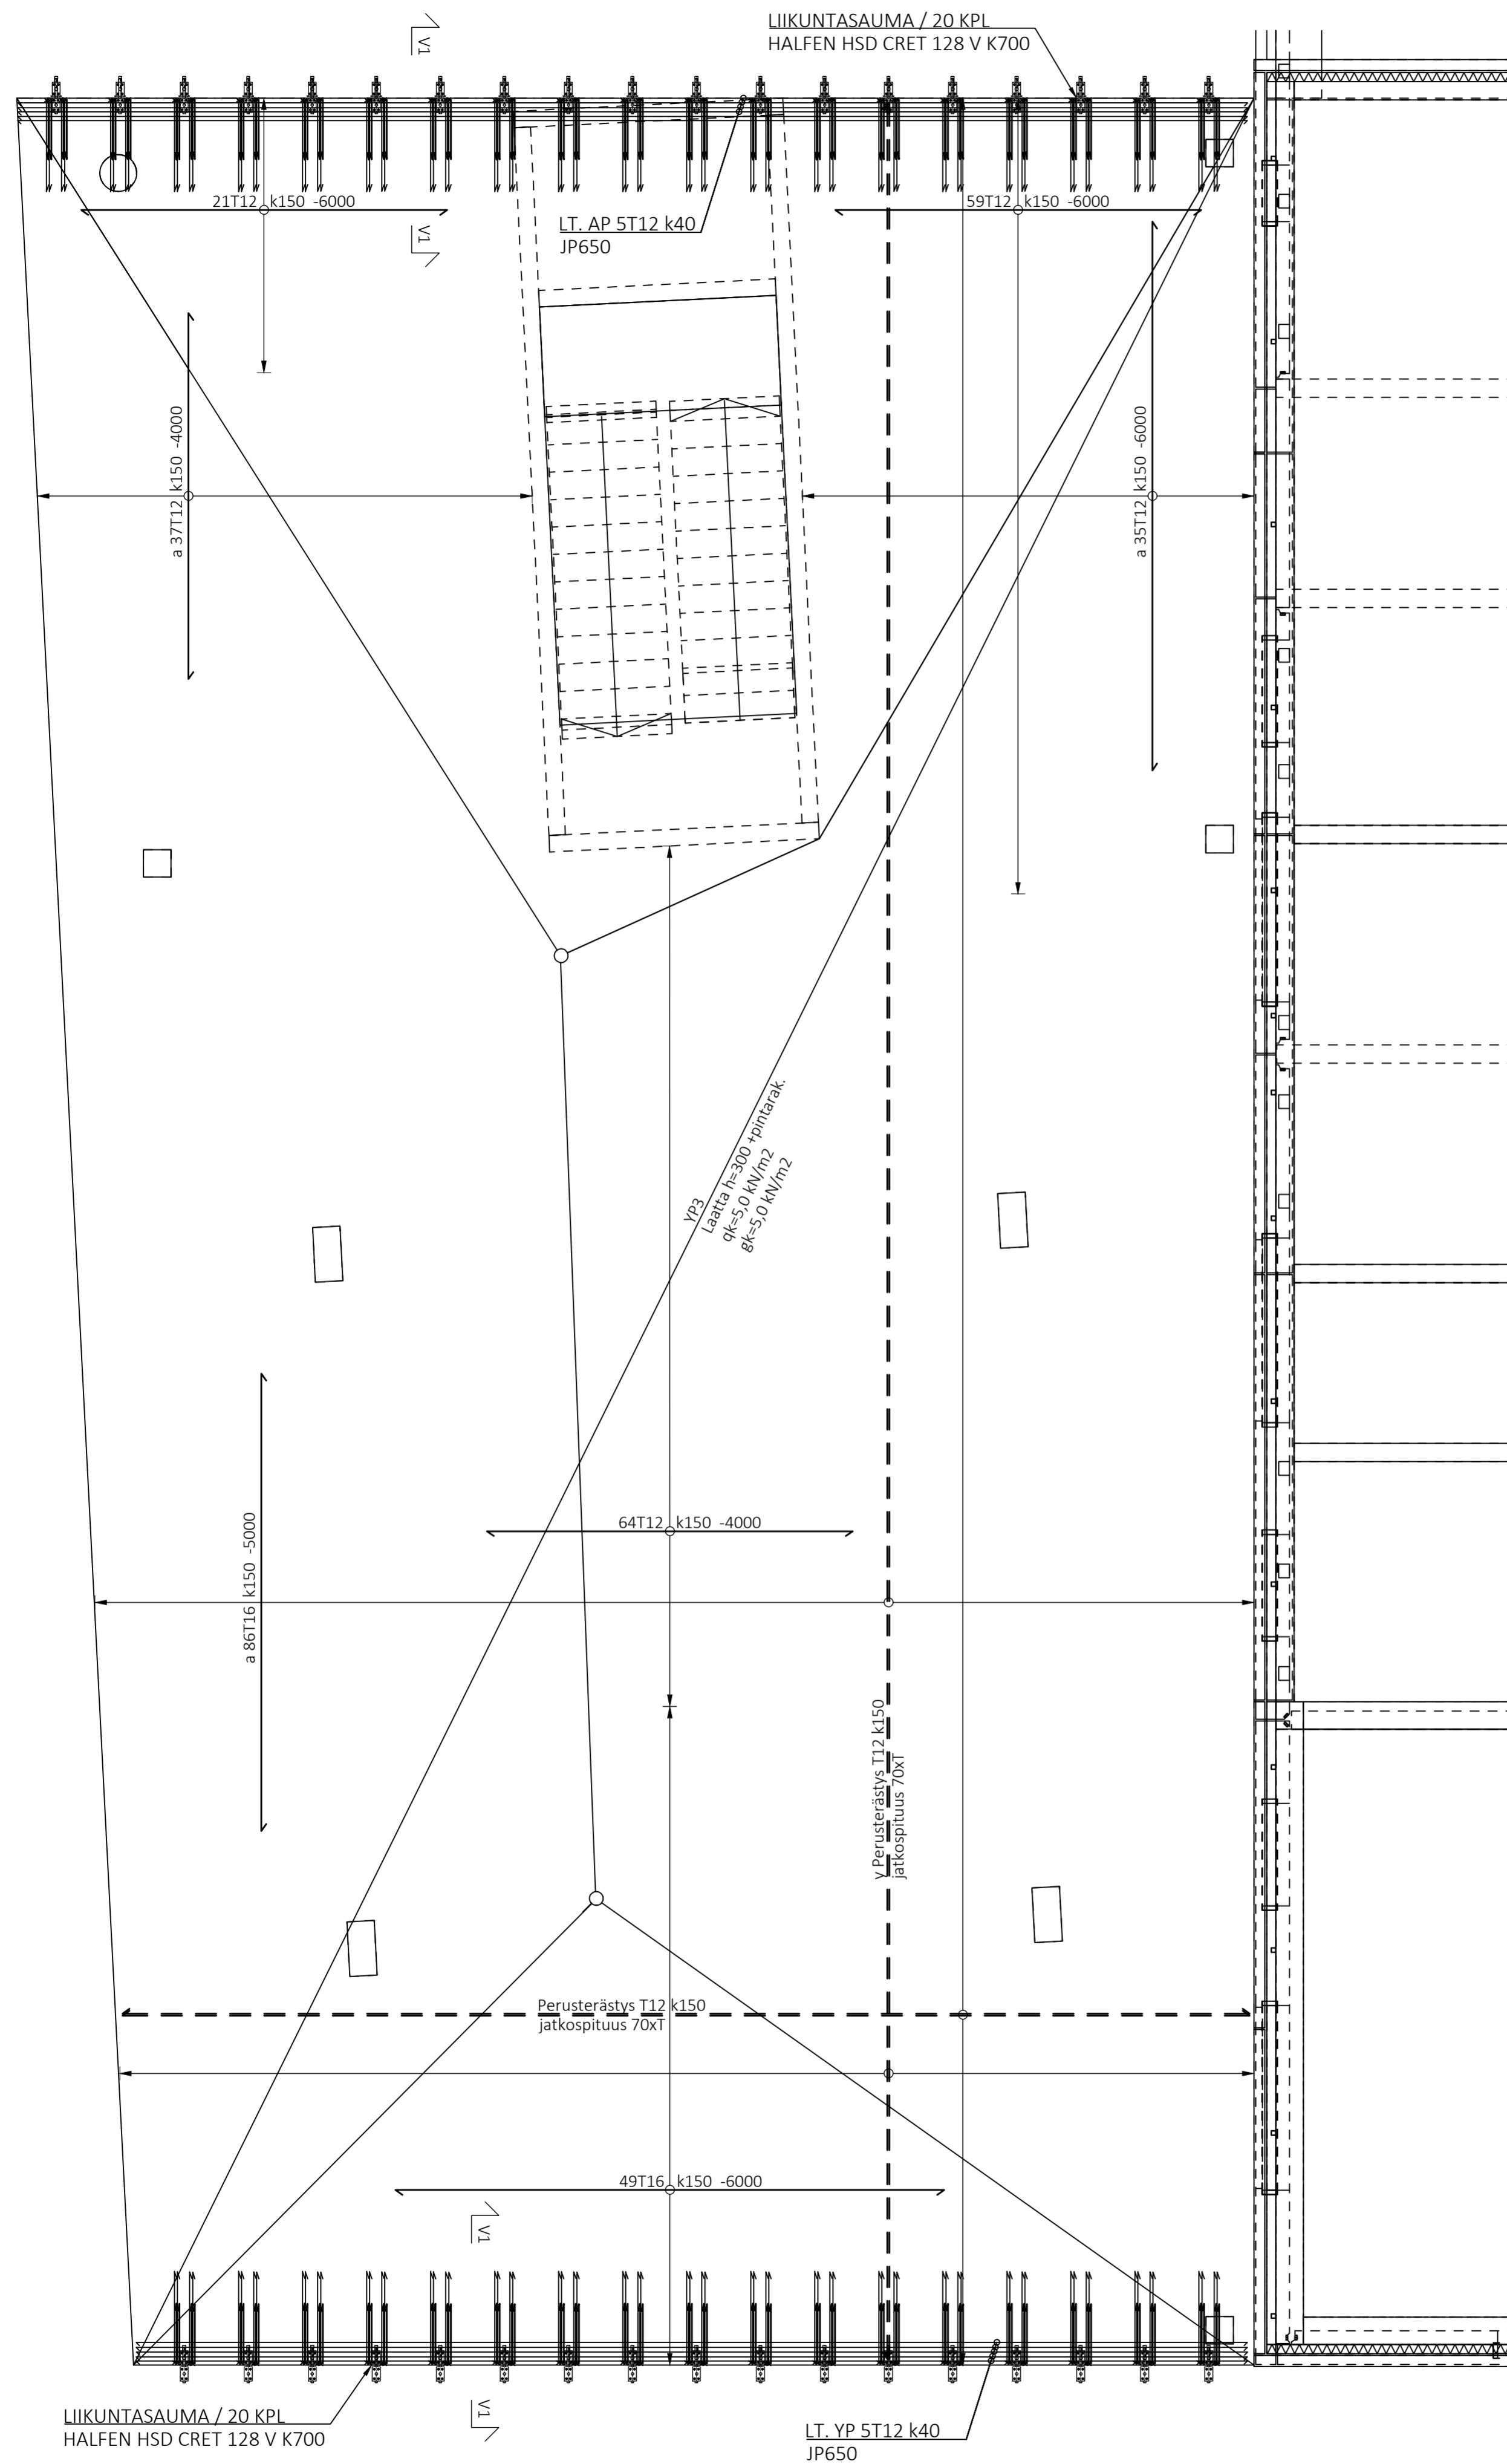 LIIKUNTASAUMA / 20 KPL
HALFEN HSD CRET 128 V K700
V1
21T12 k150 -6000
59T12 k150 -6000
V1
LT. AP 5T12 k40
JP650
a 37T12 k150 -4000
a 35T12 k150 -6000
YP3
Laatta h=300 +pintarak.
qk=5,0 kN/m2
gk=5,0 kN/m2
a 86T16 k150 -5000
64T12 k150 -4000
y Perusterästys T12 k150
jatkospituus 70xT
Perusterästys T12 k150
jatkospituus 70xT
49T16 k150 -6000
V1
V1
LIIKUNTASAUMA / 20 KPL
HALFEN HSD CRET 128 V K700
LT. YP 5T12 k40
JP650